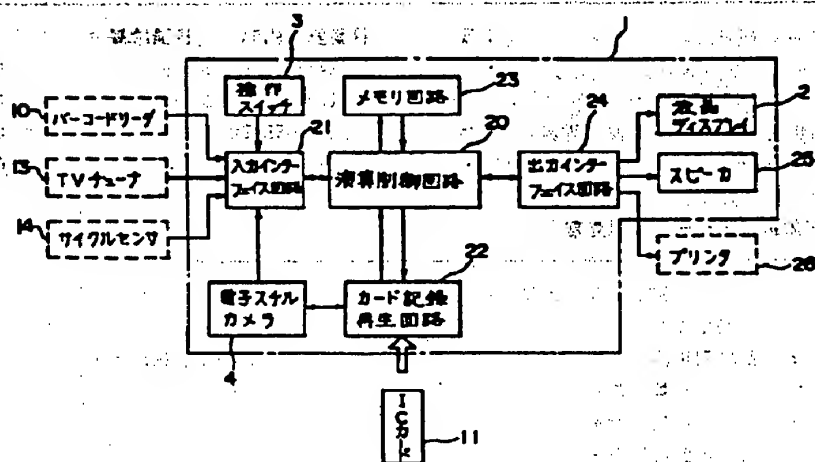 1
3
操作
スイッチ
メモリ回路
23
10
バーコードリーダ
21
20
24
液晶
ディスプレイ
2
13
TVチューナ
入力インター
フェイス回路
演算制御回路
出力インター
フェイス回路
スピーカ
25
14
サイクルセンサ
22
プリンタ
26
電子スチル
カメラ
カード記録
再生回路
4
ICカード
11